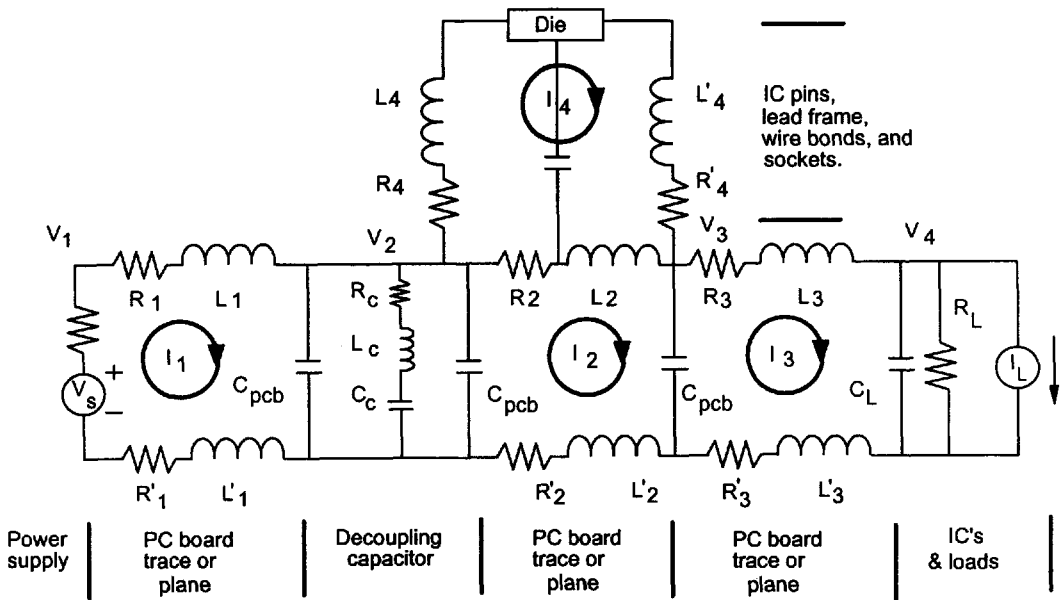 Die
L4
I4
L'4
IC pins,
lead frame,
wire bonds, and
sockets.
R4
R'4
V1
V2
V3
V4
R1
L1
Rc
R2
L2
R3
L3
RL
I1
Lc
I2
I3
IL
Vs
+
−
Cpcb
Cc
Cpcb
Cpcb
CL
R'1
L'1
R'2
L'2
R'3
L'3
Power
supply
PC board
trace or
plane
Decoupling
capacitor
PC board
trace or
plane
PC board
trace or
plane
IC's
& loads